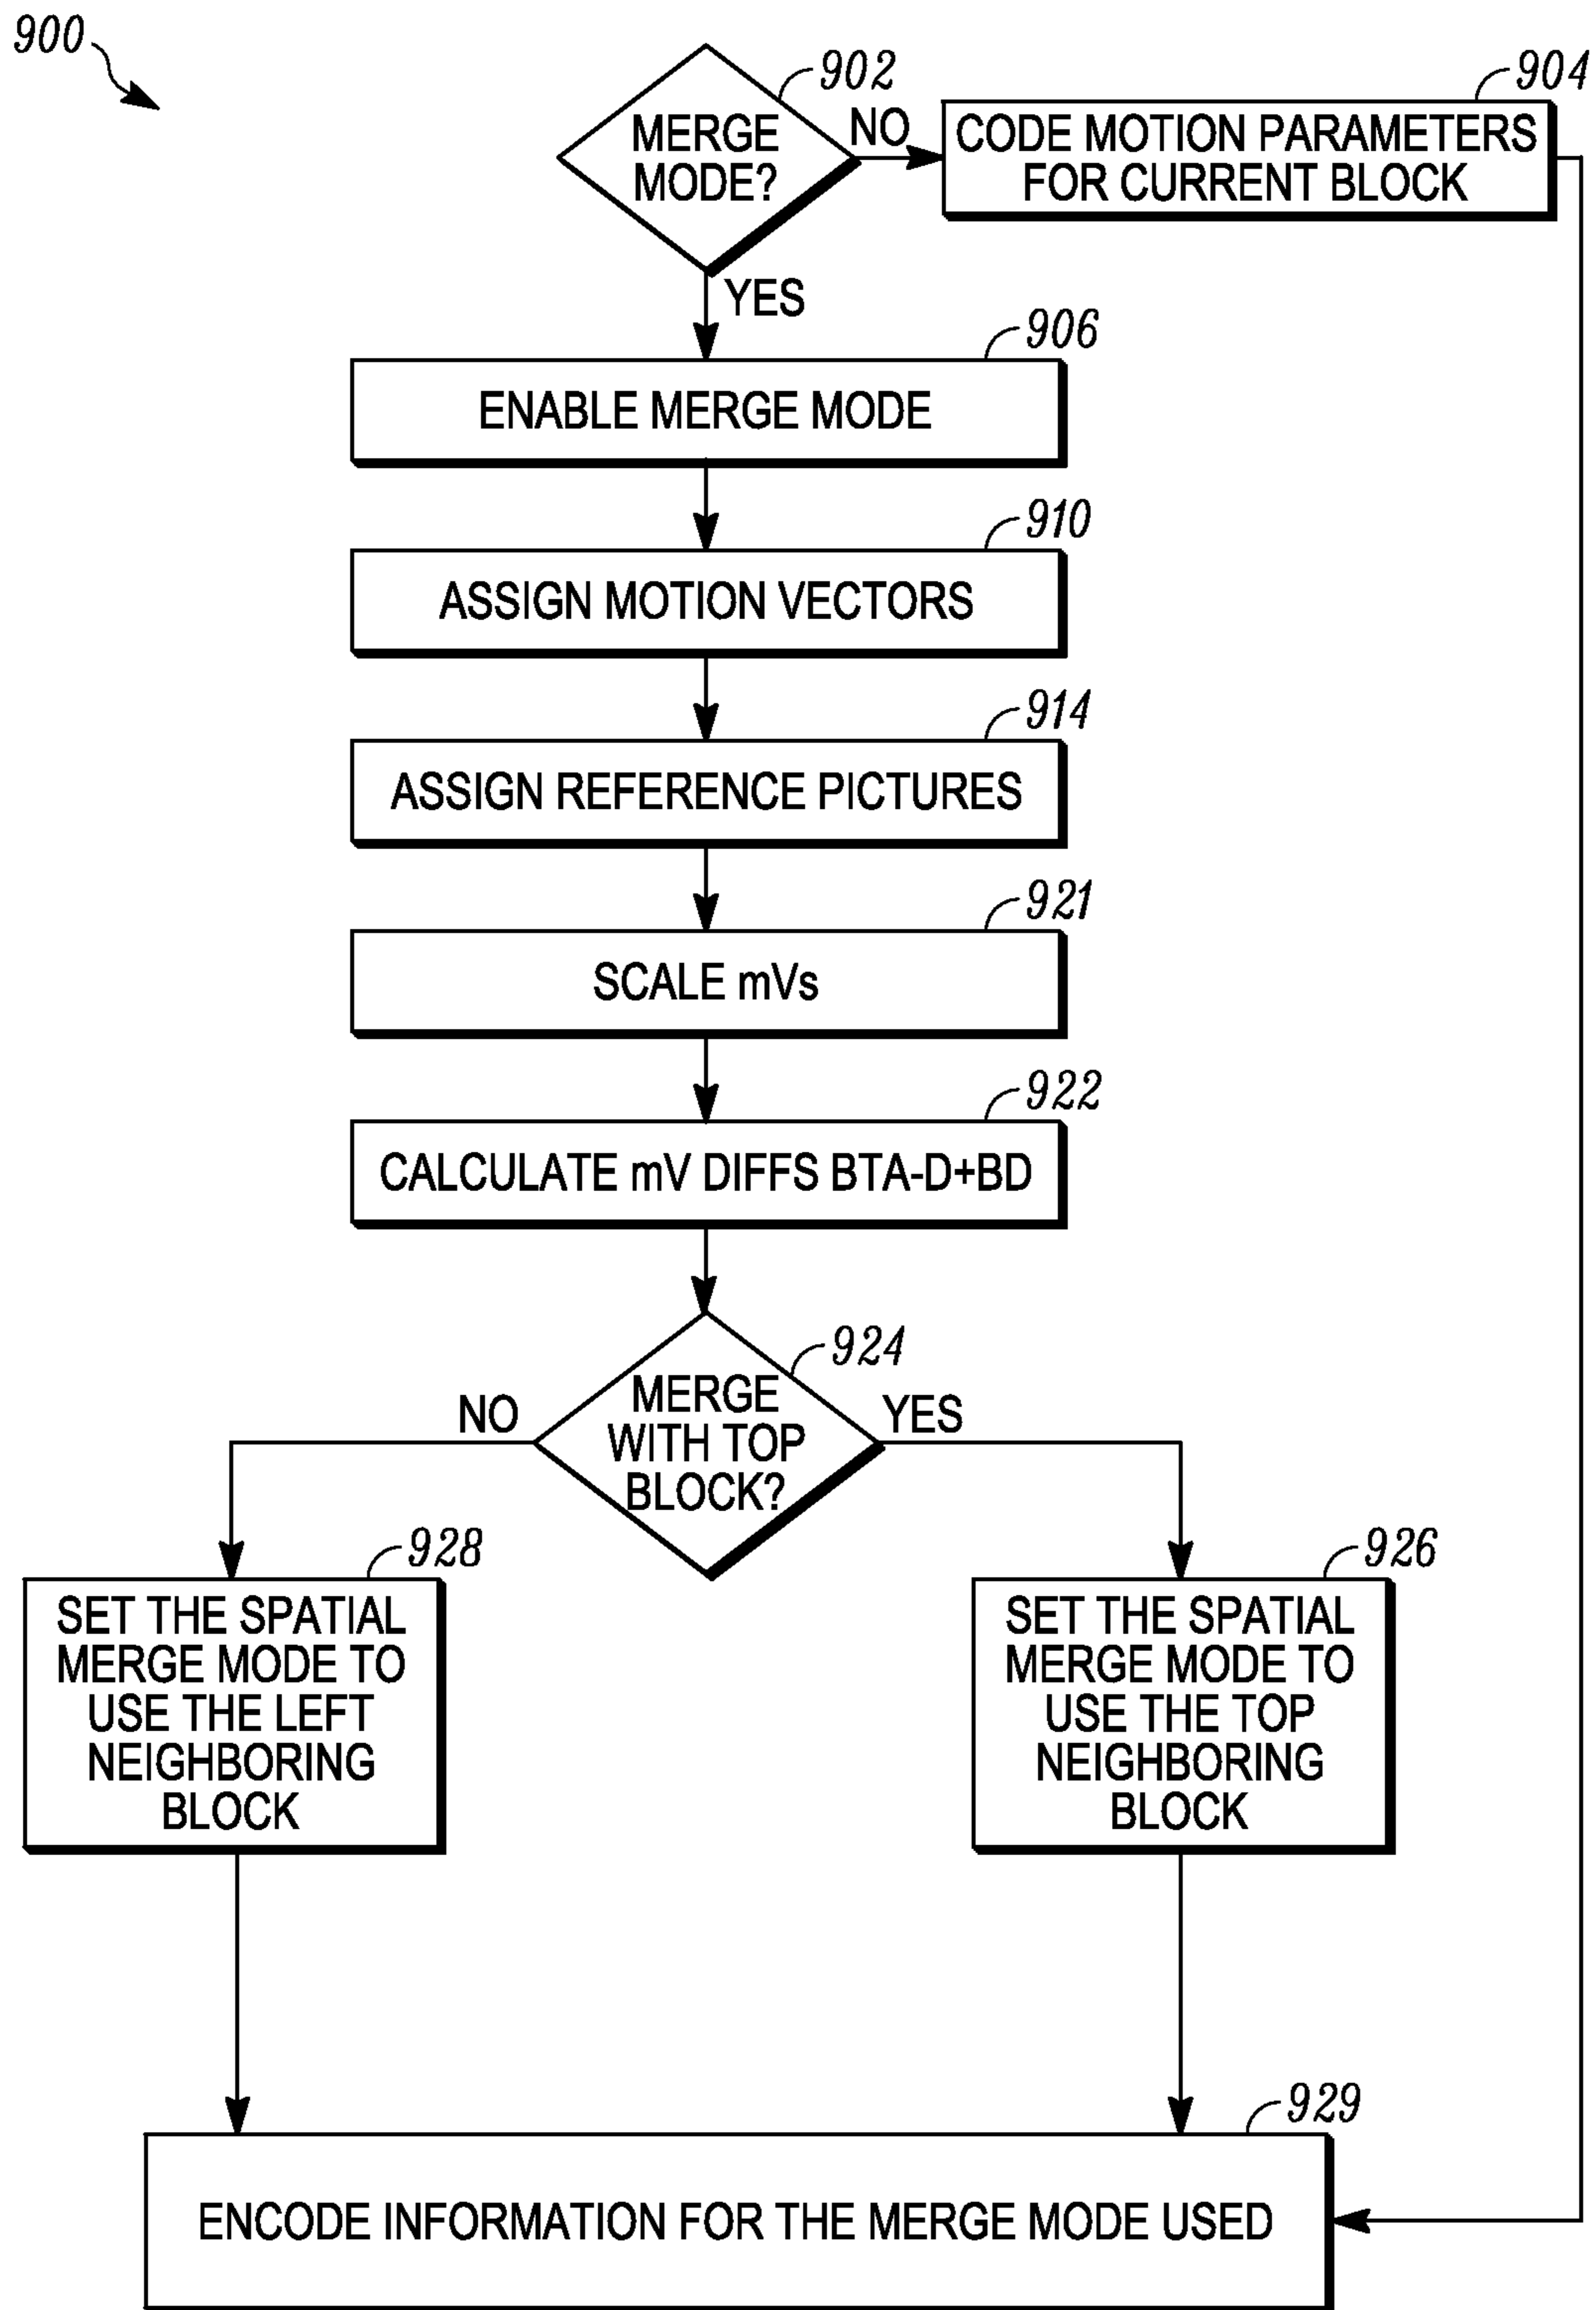 900
902
MERGE
MODE?
NO
904
CODE MOTION PARAMETERS
FOR CURRENT BLOCK
YES
906
ENABLE MERGE MODE
910
ASSIGN MOTION VECTORS
914
ASSIGN REFERENCE PICTURES
921
SCALE mVs
922
CALCULATE mV DIFFS BTA-D+BD
924
MERGE
WITH TOP
BLOCK?
NO
YES
928
SET THE SPATIAL
MERGE MODE TO
USE THE LEFT
NEIGHBORING
BLOCK
926
SET THE SPATIAL
MERGE MODE TO
USE THE TOP
NEIGHBORING
BLOCK
929
ENCODE INFORMATION FOR THE MERGE MODE USED